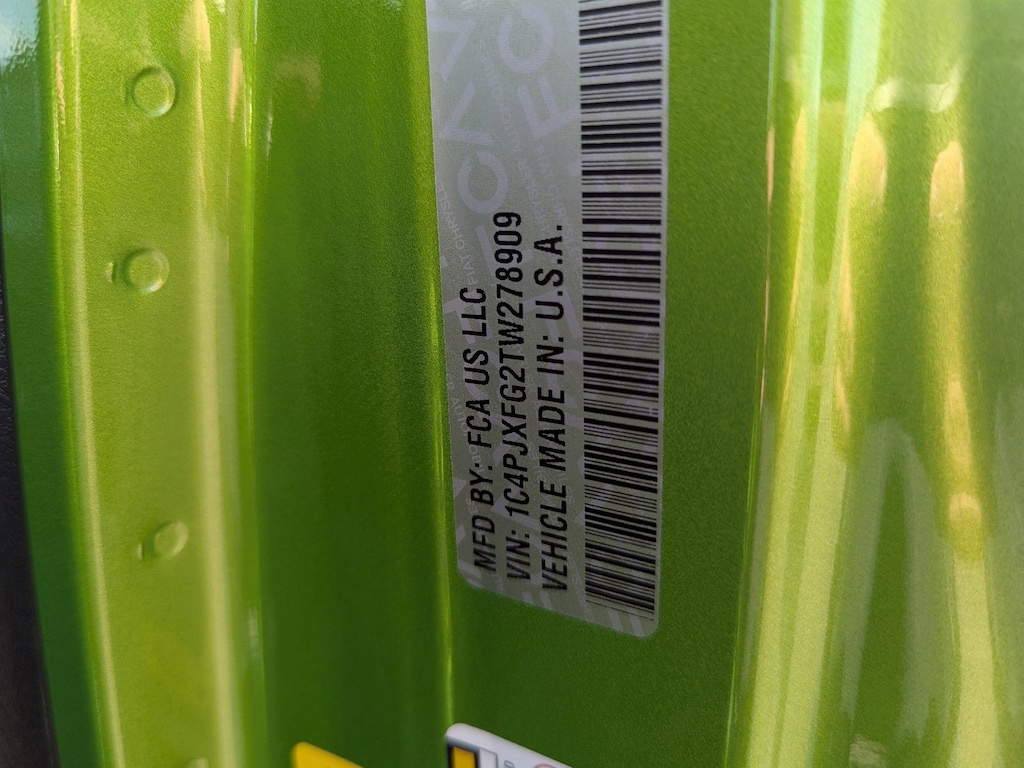 MFD BY: FCA US LLC
VIN: 1C4PJXFG2TW278909
VEHICLE MADE IN: U.S.A.